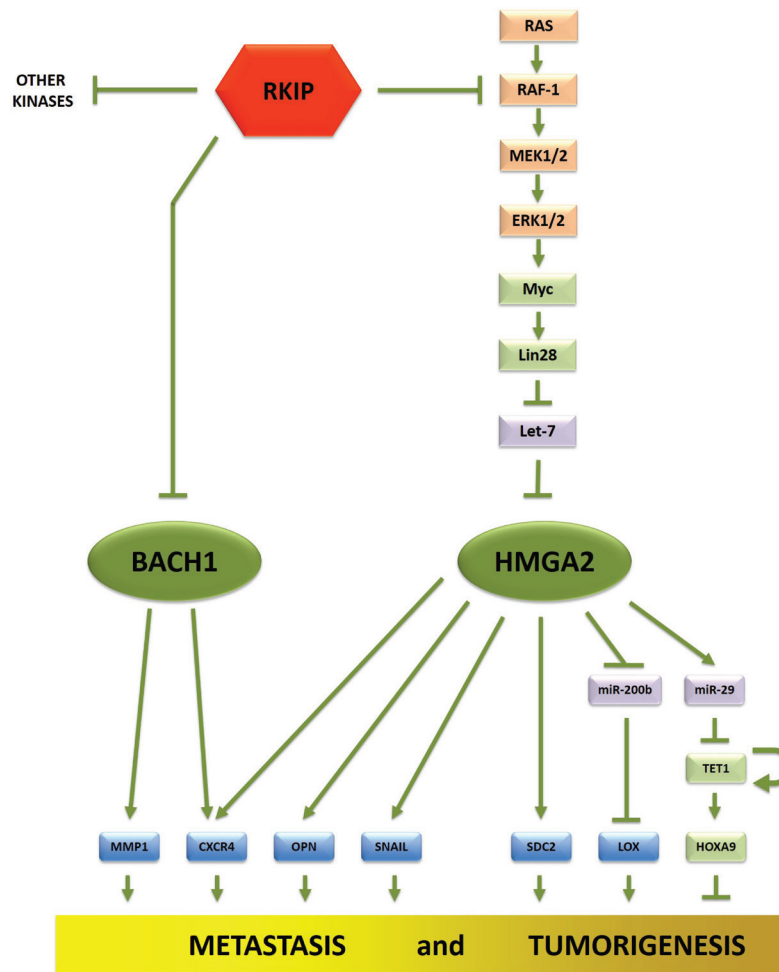 RAS
OTHER
KINASES
RKIP
RAF-1
MEK1/2
ERK1/2
Myc
Lin28
Let-7
BACH1
HMGA2
miR-200b
miR-29
TET1
MMP1
CXCR4
OPN
SNAIL
SDC2
LOX
HOXA9
METASTASIS and TUMORIGENESIS